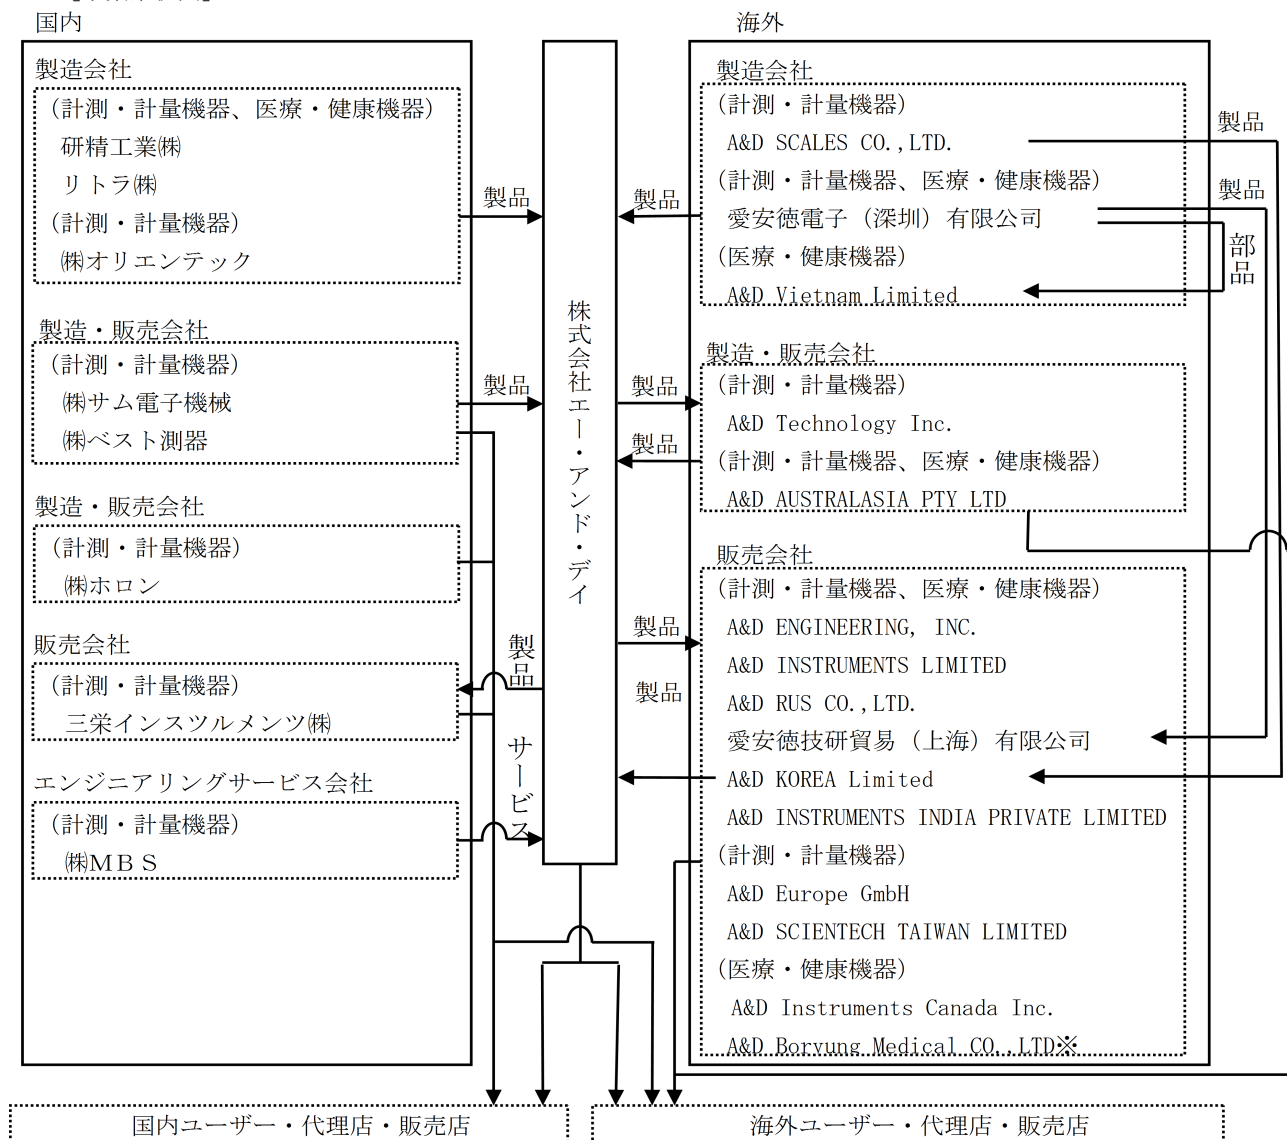 国内
製造会社
(計測・計量機器、医療・健康機器)
研精工業㈱
リトラ㈱
(計測・計量機器)
㈱オリエンテック
製品
製造・販売会社
(計測・計量機器)
㈱サム電子機械
㈱ベスト測器
製品
製造・販売会社
(計測・計量機器)
㈱ホロン
販売会社
(計測・計量機器)
三栄インスツルメンツ㈱
製品
エンジニアリングサービス会社
(計測・計量機器)
㈱MBS
サービス
株式会社エー・アンド・デイ
海外
製造会社
(計測・計量機器)
A&D SCALES CO.,LTD.
(計測・計量機器、医療・健康機器)
愛安徳電子（深圳）有限公司
(医療・健康機器)
A&D Vietnam Limited
製品
製品
製品
部品
製造・販売会社
(計測・計量機器)
A&D Technology Inc.
(計測・計量機器、医療・健康機器)
A&D AUSTRALASIA PTY LTD
製品
製品
販売会社
(計測・計量機器、医療・健康機器)
A&D ENGINEERING, INC.
A&D INSTRUMENTS LIMITED
A&D RUS CO.,LTD.
愛安徳技研貿易（上海）有限公司
A&D KOREA Limited
A&D INSTRUMENTS INDIA PRIVATE LIMITED
(計測・計量機器)
A&D Europe GmbH
A&D SCIENTECH TAIWAN LIMITED
(医療・健康機器)
A&D Instruments Canada Inc.
A&D Boryung Medical CO.,LTD※
製品
製品
国内ユーザー・代理店・販売店
海外ユーザー・代理店・販売店